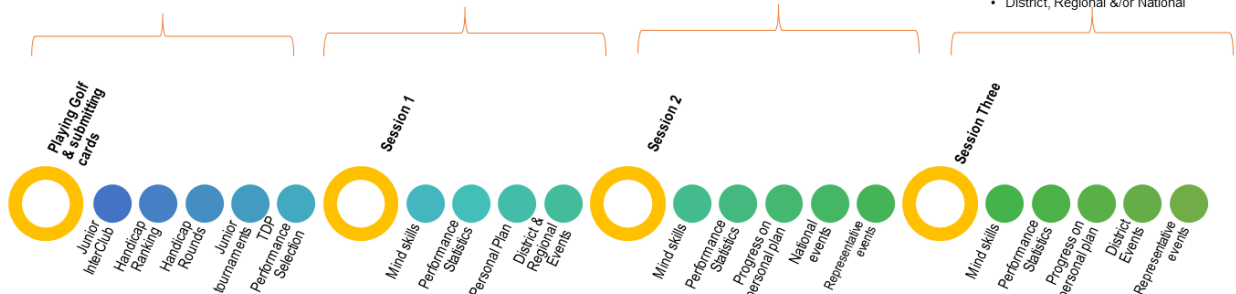 • District, Regional &/or National
Playing Golf
& submitting
cards
Junior
InterClub
Handicap
Ranking
Handicap
Rounds
Junior
tournaments
TDP
Performance
Selection
Session 1
Mind skills
Performance
Statistics
Personal Plan
District &
Regional
Events
Session 2
Mind skills
Performance
Statistics
Progress on
personal plan
National
events
Representative
events
Session Three
Mind skills
Performance
Statistics
Progress on
personal plan
District
Events
Representative
events